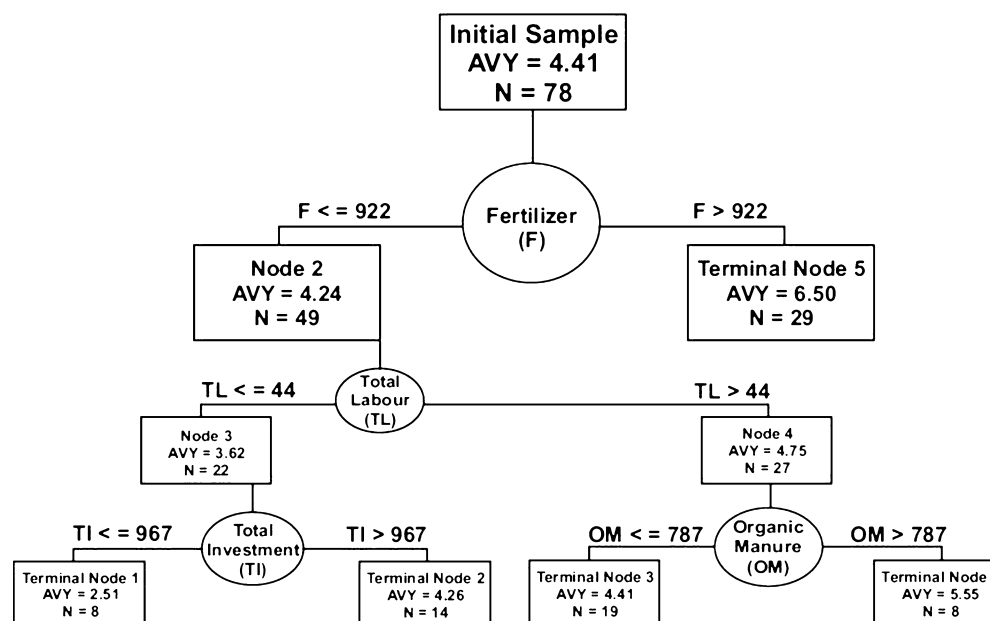 Initial Sample
AVY = 4.41
N = 78
F < = 922
Fertilizer
(F)
F > 922
Node 2
AVY = 4.24
N = 49
Terminal Node 5
AVY = 6.50
N = 29
TL < = 44
Total
Labour
(TL)
TL > 44
Node 3
AVY = 3.62
N = 22
Node 4
AVY = 4.75
N = 27
TI < = 967
Total
Investment
(TI)
TI > 967
OM < = 787
Organic
Manure
(OM)
OM > 787
Terminal Node 1
AVY = 2.51
N = 8
Terminal Node 2
AVY = 4.26
N = 14
Terminal Node 3
AVY = 4.41
N = 19
Terminal Node
AVY = 5.55
N = 8